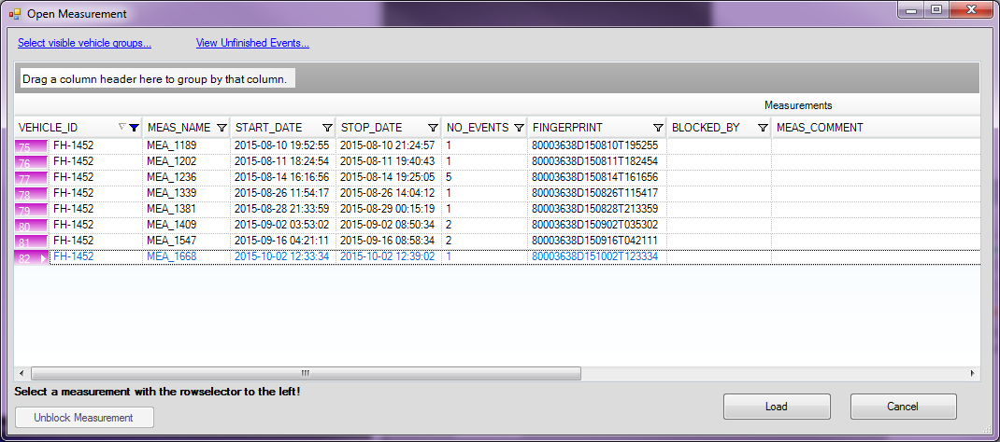 Open Measurement
Select visible vehicle groups... View Unfinished Events...
Drag a column header here to group by that column.
Measurements
VEHICLE_ID MEAS_NAME START_DATE STOP_DATE NO_EVENTS FINGERPRINT BLOCKED_BY MEAS_COMMENT
75 FH-1452 MEA_1189 2015-08-10 19:52:55 2015-08-10 21:24:57 1 80003638D150810T195255
76 FH-1452 MEA_1202 2015-08-11 18:24:54 2015-08-11 19:40:43 1 80003638D150811T182454
77 FH-1452 MEA_1236 2015-08-14 16:16:56 2015-08-14 19:25:05 5 80003638D150814T161656
78 FH-1452 MEA_1339 2015-08-26 11:54:17 2015-08-26 14:04:12 1 80003638D150826T115417
79 FH-1452 MEA_1381 2015-08-28 21:33:59 2015-08-29 00:15:19 1 80003638D150828T213359
80 FH-1452 MEA_1409 2015-09-02 03:53:02 2015-09-02 08:50:34 2 80003638D150902T035302
81 FH-1452 MEA_1547 2015-09-16 04:21:11 2015-09-16 08:58:34 2 80003638D150916T042111
82 FH-1452 MEA_1668 2015-10-02 12:33:34 2015-10-02 12:39:02 1 80003638D151002T123334
Select a measurement with the rowselector to the left!
Unblock Measurement Load Cancel